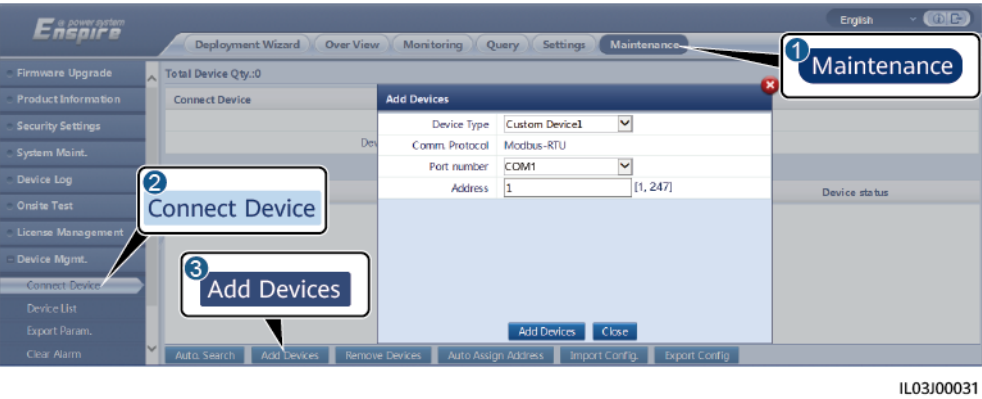 Enspire e power system
English
Deployment Wizard Over View Monitoring Query Settings Maintenance
1 Maintenance
Firmware Upgrade
Product Information
Security Settings
System Maint.
Device Log
Onsite Test
License Management
Device Mgmt.
Connect Device
Device List
Export Param.
Clear Alarm
2 Connect Device
3 Add Devices
Total Device Qty.:0
Connect Device
Dev
Device status
Add Devices
Device Type Custom Device1
Comm. Protocol Modbus-RTU
Port number COM1
Address 1 [1, 247]
Add Devices Close
Auto. Search Add Devices Remove Devices Auto Assign Address Import Config. Export Config
IL03J00031